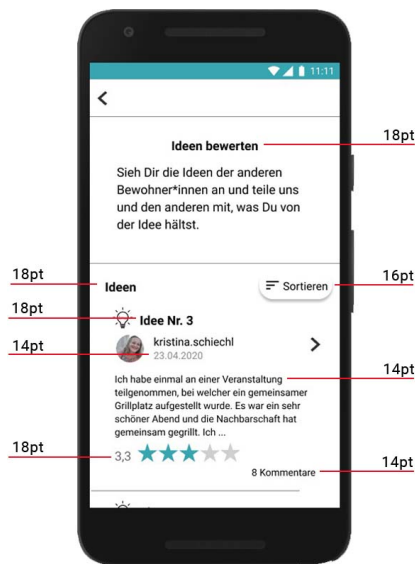 11:11
Ideen bewerten
18pt
Sieh Dir die Ideen der anderen
Bewohner*innen an und teile uns
und den anderen mit, was Du von
der Idee hältst.
18pt
Ideen
Sortieren
16pt
18pt
Idee Nr. 3
14pt
kristina.schiechl
23.04.2020
Ich habe einmal an einer Veranstaltung
14pt
teilgenommen, bei welcher ein gemeinsamer
Grillplatz aufgestellt wurde. Es war ein sehr
schöner Abend und die Nachbarschaft hat
gemeinsam gegrillt. Ich ...
18pt
3,3
8 Kommentare
14pt